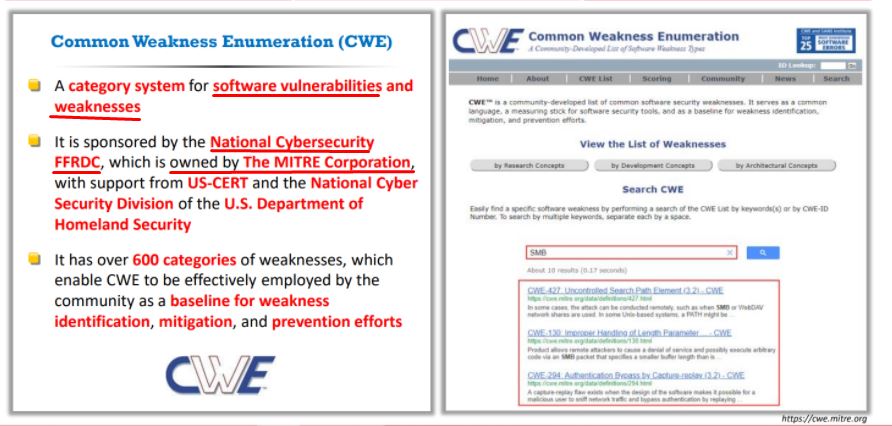 Common Weakness Enumeration (CWE)
A category system for software vulnerabilities and
weaknesses
It is sponsored by the National Cybersecurity
FFRDC, which is owned by The MITRE Corporation,
with support from US-CERT and the National Cyber
Security Division of the U.S. Department of
Homeland Security
It has over 600 categories of weaknesses, which
enable CWE to be effectively employed by the
community as a baseline for weakness
identification, mitigation, and prevention efforts
CWE
CWE
Common Weakness Enumeration
A Community-Developed List of Software Weakness Types
CWE and SANS Institute
TOP 25
MOST DANGEROUS
SOFTWARE
ERRORS
ID Lookup:
Go
Home
About
CWE List
Scoring
Community
News
Search
CWE™ is a community-developed list of common software security weaknesses. It serves as a common
language, a measuring stick for software security tools, and as a baseline for weakness identification,
mitigation, and prevention efforts.
View the List of Weaknesses
by Research Concepts
by Development Concepts
by Architectural Concepts
Search CWE
Easily find a specific software weakness by performing a search of the CWE List by keywords(s) or by CWE-ID
Number. To search by multiple keywords, separate each by a space.
SMB
About 10 results (0.17 seconds)
CWE-427: Uncontrolled Search Path Element (3.2) - CWE
https://cwe.mitre.org/data/definitions/427.html
In some cases, the attack can be conducted remotely, such as when SMB or WebDAV
network shares are used. In some Unix-based systems, a PATH might be ...
CWE-130: Improper Handling of Length Parameter ... - CWE
https://cwe.mitre.org/data/definitions/130.html
Product allows remote attackers to cause a denial of service and possibly execute arbitrary
code via an SMB packet that specifies a smaller buffer length than is ...
CWE-294: Authentication Bypass by Capture-replay (3.2) - CWE
https://cwe.mitre.org/data/definitions/294.html
A capture-replay flaw exists when the design of the software makes it possible for a
malicious user to sniff network traffic and bypass authentication by replaying ...
https://cwe.mitre.org